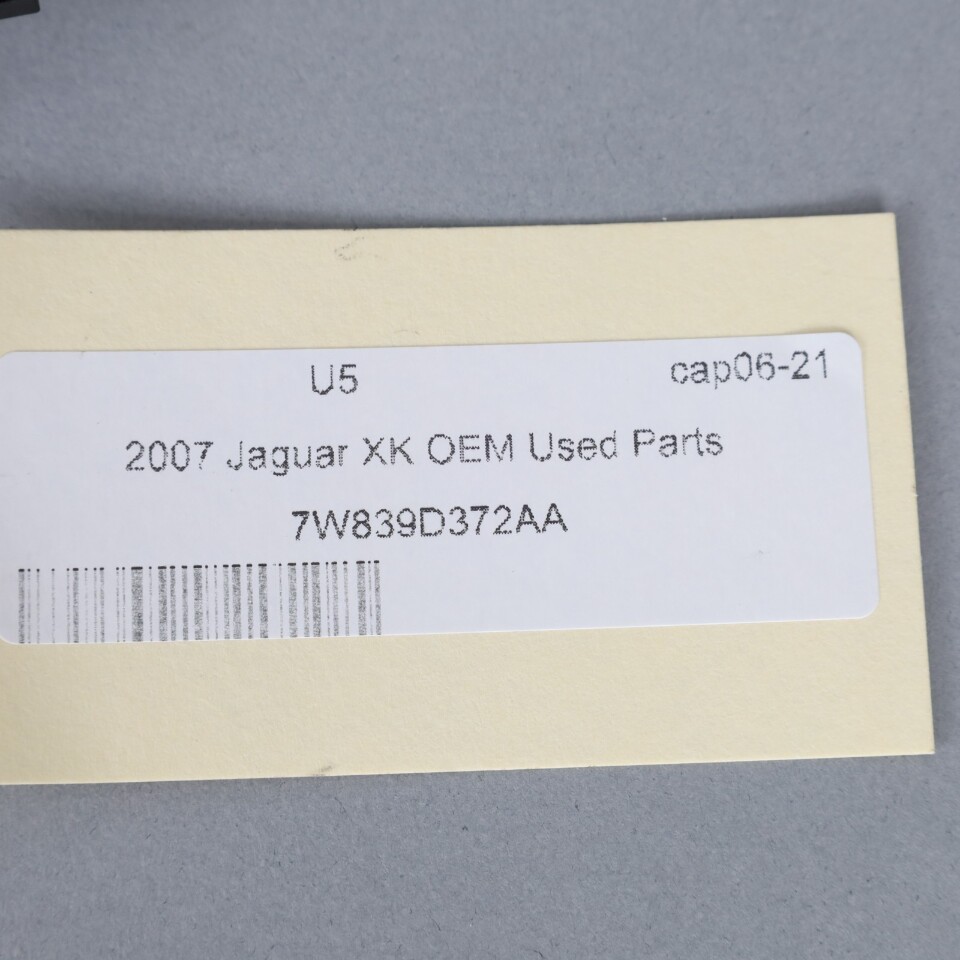 U5 cap06-21
2007 Jaguar XK OEM Used Parts
7W839D372AA